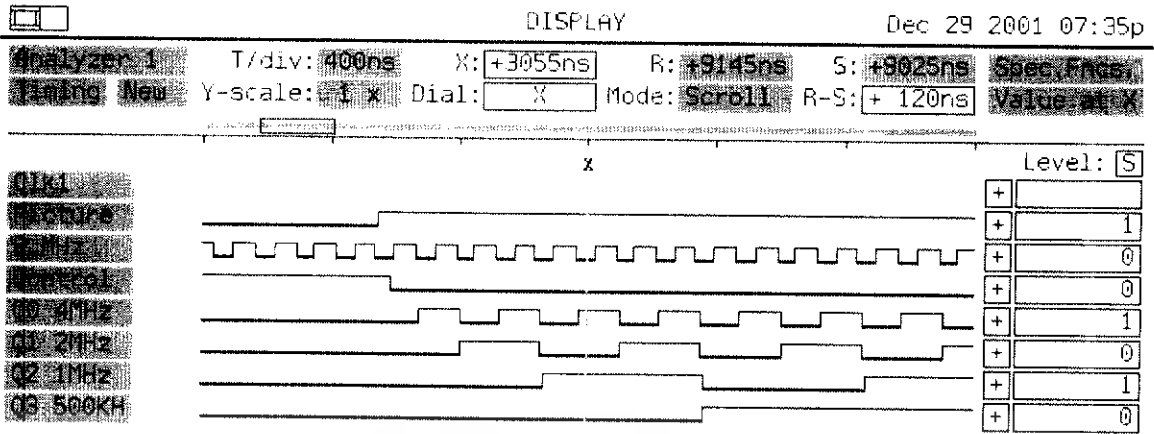 DISPLAY Dec 29 2001 07:35p
Analyzer 1 T/div: 400ns X: +3055ns R: +9145ns S: +9025ns Spec.Fncs.
Timing New Y-scale: 1 x Dial: X Mode: Scroll R-S: + 120ns Value at X
X
Level: S
Clk1 +
+ 1
MHz + 0
Control + 0
Q0 4MHz + 1
Q1 2MHz + 0
Q2 1MHz + 1
Q3 500KH + 0